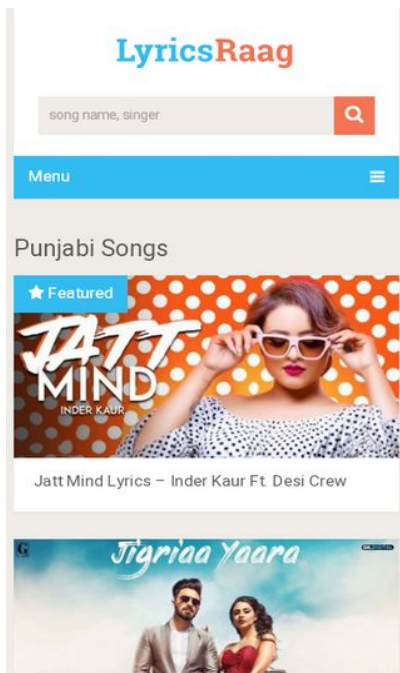 LyricsRaag
song name, singer
Menu
Punjabi Songs
Featured
JATT
MIND
INDER KAUR
Jatt Mind Lyrics – Inder Kaur Ft. Desi Crew
G
Jigriaa Yaara